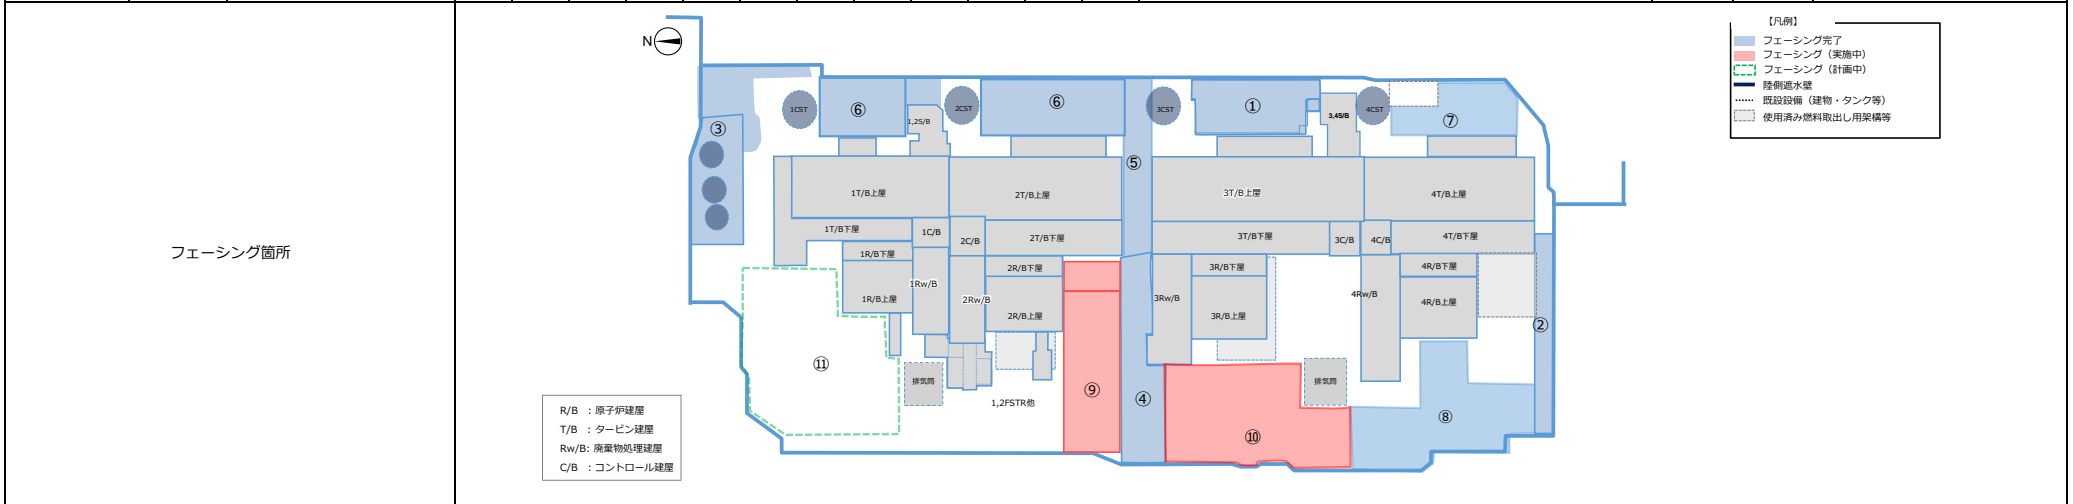 フェーシング箇所
N
【凡例】
フェーシング完了
フェーシング（実施中）
フェーシング（計画中）
陸側遮水壁
既設設備（建物・タンク等）
使用済み燃料取出し用架構等
1CST
⑥
1,2S/B
2CST
⑥
3CST
①
3,4S/B
4CST
⑦
③
⑤
1T/B上屋
2T/B上屋
3T/B上屋
4T/B上屋
1T/B下屋
1C/B
2C/B
2T/B下屋
3T/B下屋
3C/B
4C/B
4T/B下屋
1R/B下屋
2R/B下屋
3R/B下屋
4R/B下屋
1R/B上屋
1Rw/B
2Rw/B
2R/B上屋
3Rw/B
3R/B上屋
4Rw/B
4R/B上屋
②
⑪
排気筒
1,2FSTR他
⑨
④
⑩
排気筒
⑧
R/B ：原子炉建屋
T/B ：タービン建屋
Rw/B：廃棄物処理建屋
C/B ：コントロール建屋